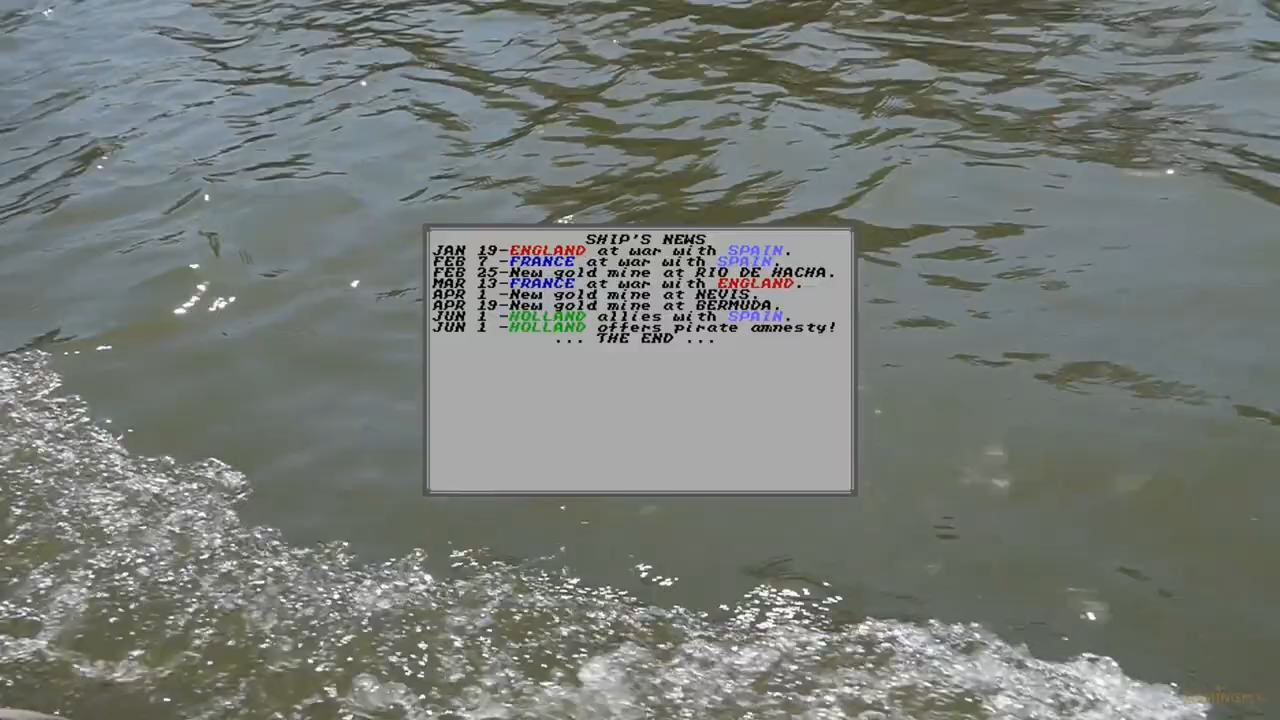 SHIP'S NEWS
JAN 19-ENGLAND at war with SPAIN.
FEB 7 -FRANCE at war with SPAIN.
FEB 25-New gold mine at RIO DE HACHA.
MAR 13-FRANCE at war with ENGLAND.
APR 1 -New gold mine at NEVIS.
APR 19-New gold mine at BERMUDA.
JUN 1 -HOLLAND allies with SPAIN.
JUN 1 -HOLLAND offers pirate amnesty!
... THE END ...